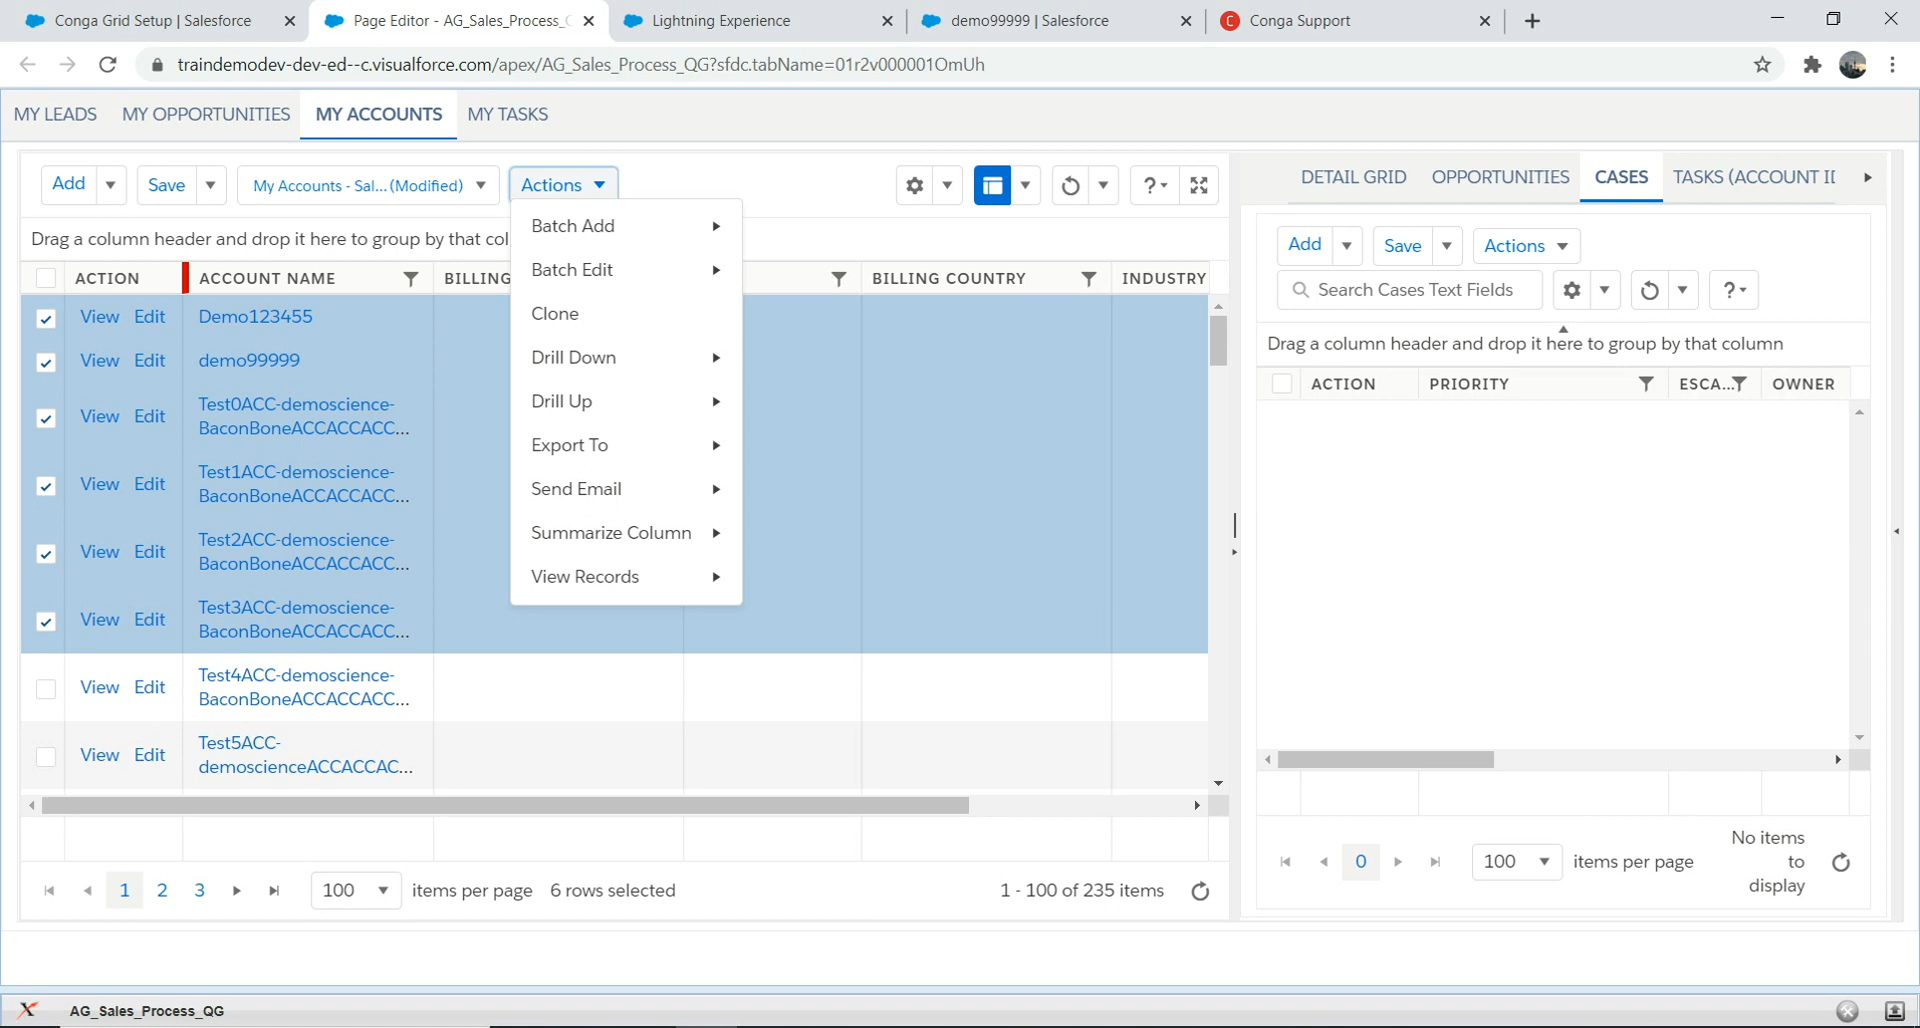 Conga Grid Setup | Salesforce
Page Editor - AG_Sales_Process_
Lightning Experience
demo99999 | Salesforce
C Conga Support
traindemodev-dev-ed--c.visualforce.com/apex/AG_Sales_Process_QG?sfdc.tabName=01r2v000001OmUh
MY LEADS MY OPPORTUNITIES MY ACCOUNTS MY TASKS
Add Save My Accounts - Sal... (Modified) Actions ?
Drag a column header and drop it here to group by that col
ACTION ACCOUNT NAME BILLING BILLING COUNTRY INDUSTRY
View Edit Demo123455
View Edit demo99999
View Edit Test0ACC-demoscience-
BaconBoneACCACCACC...
View Edit Test1ACC-demoscience-
BaconBoneACCACCACC...
View Edit Test2ACC-demoscience-
BaconBoneACCACCACC...
View Edit Test3ACC-demoscience-
BaconBoneACCACCACC...
View Edit Test4ACC-demoscience-
BaconBoneACCACCACC...
View Edit Test5ACC-
demoscienceACCACCAC...
Batch Add
Batch Edit
Clone
Drill Down
Drill Up
Export To
Send Email
Summarize Column
View Records
1 2 3 100 items per page 6 rows selected 1 - 100 of 235 items
DETAIL GRID OPPORTUNITIES CASES TASKS (ACCOUNT II
Add Save Actions
Search Cases Text Fields ?
Drag a column header and drop it here to group by that column
ACTION PRIORITY ESCA... OWNER
0 100 items per page
No items
to
display
AG_Sales_Process_QG